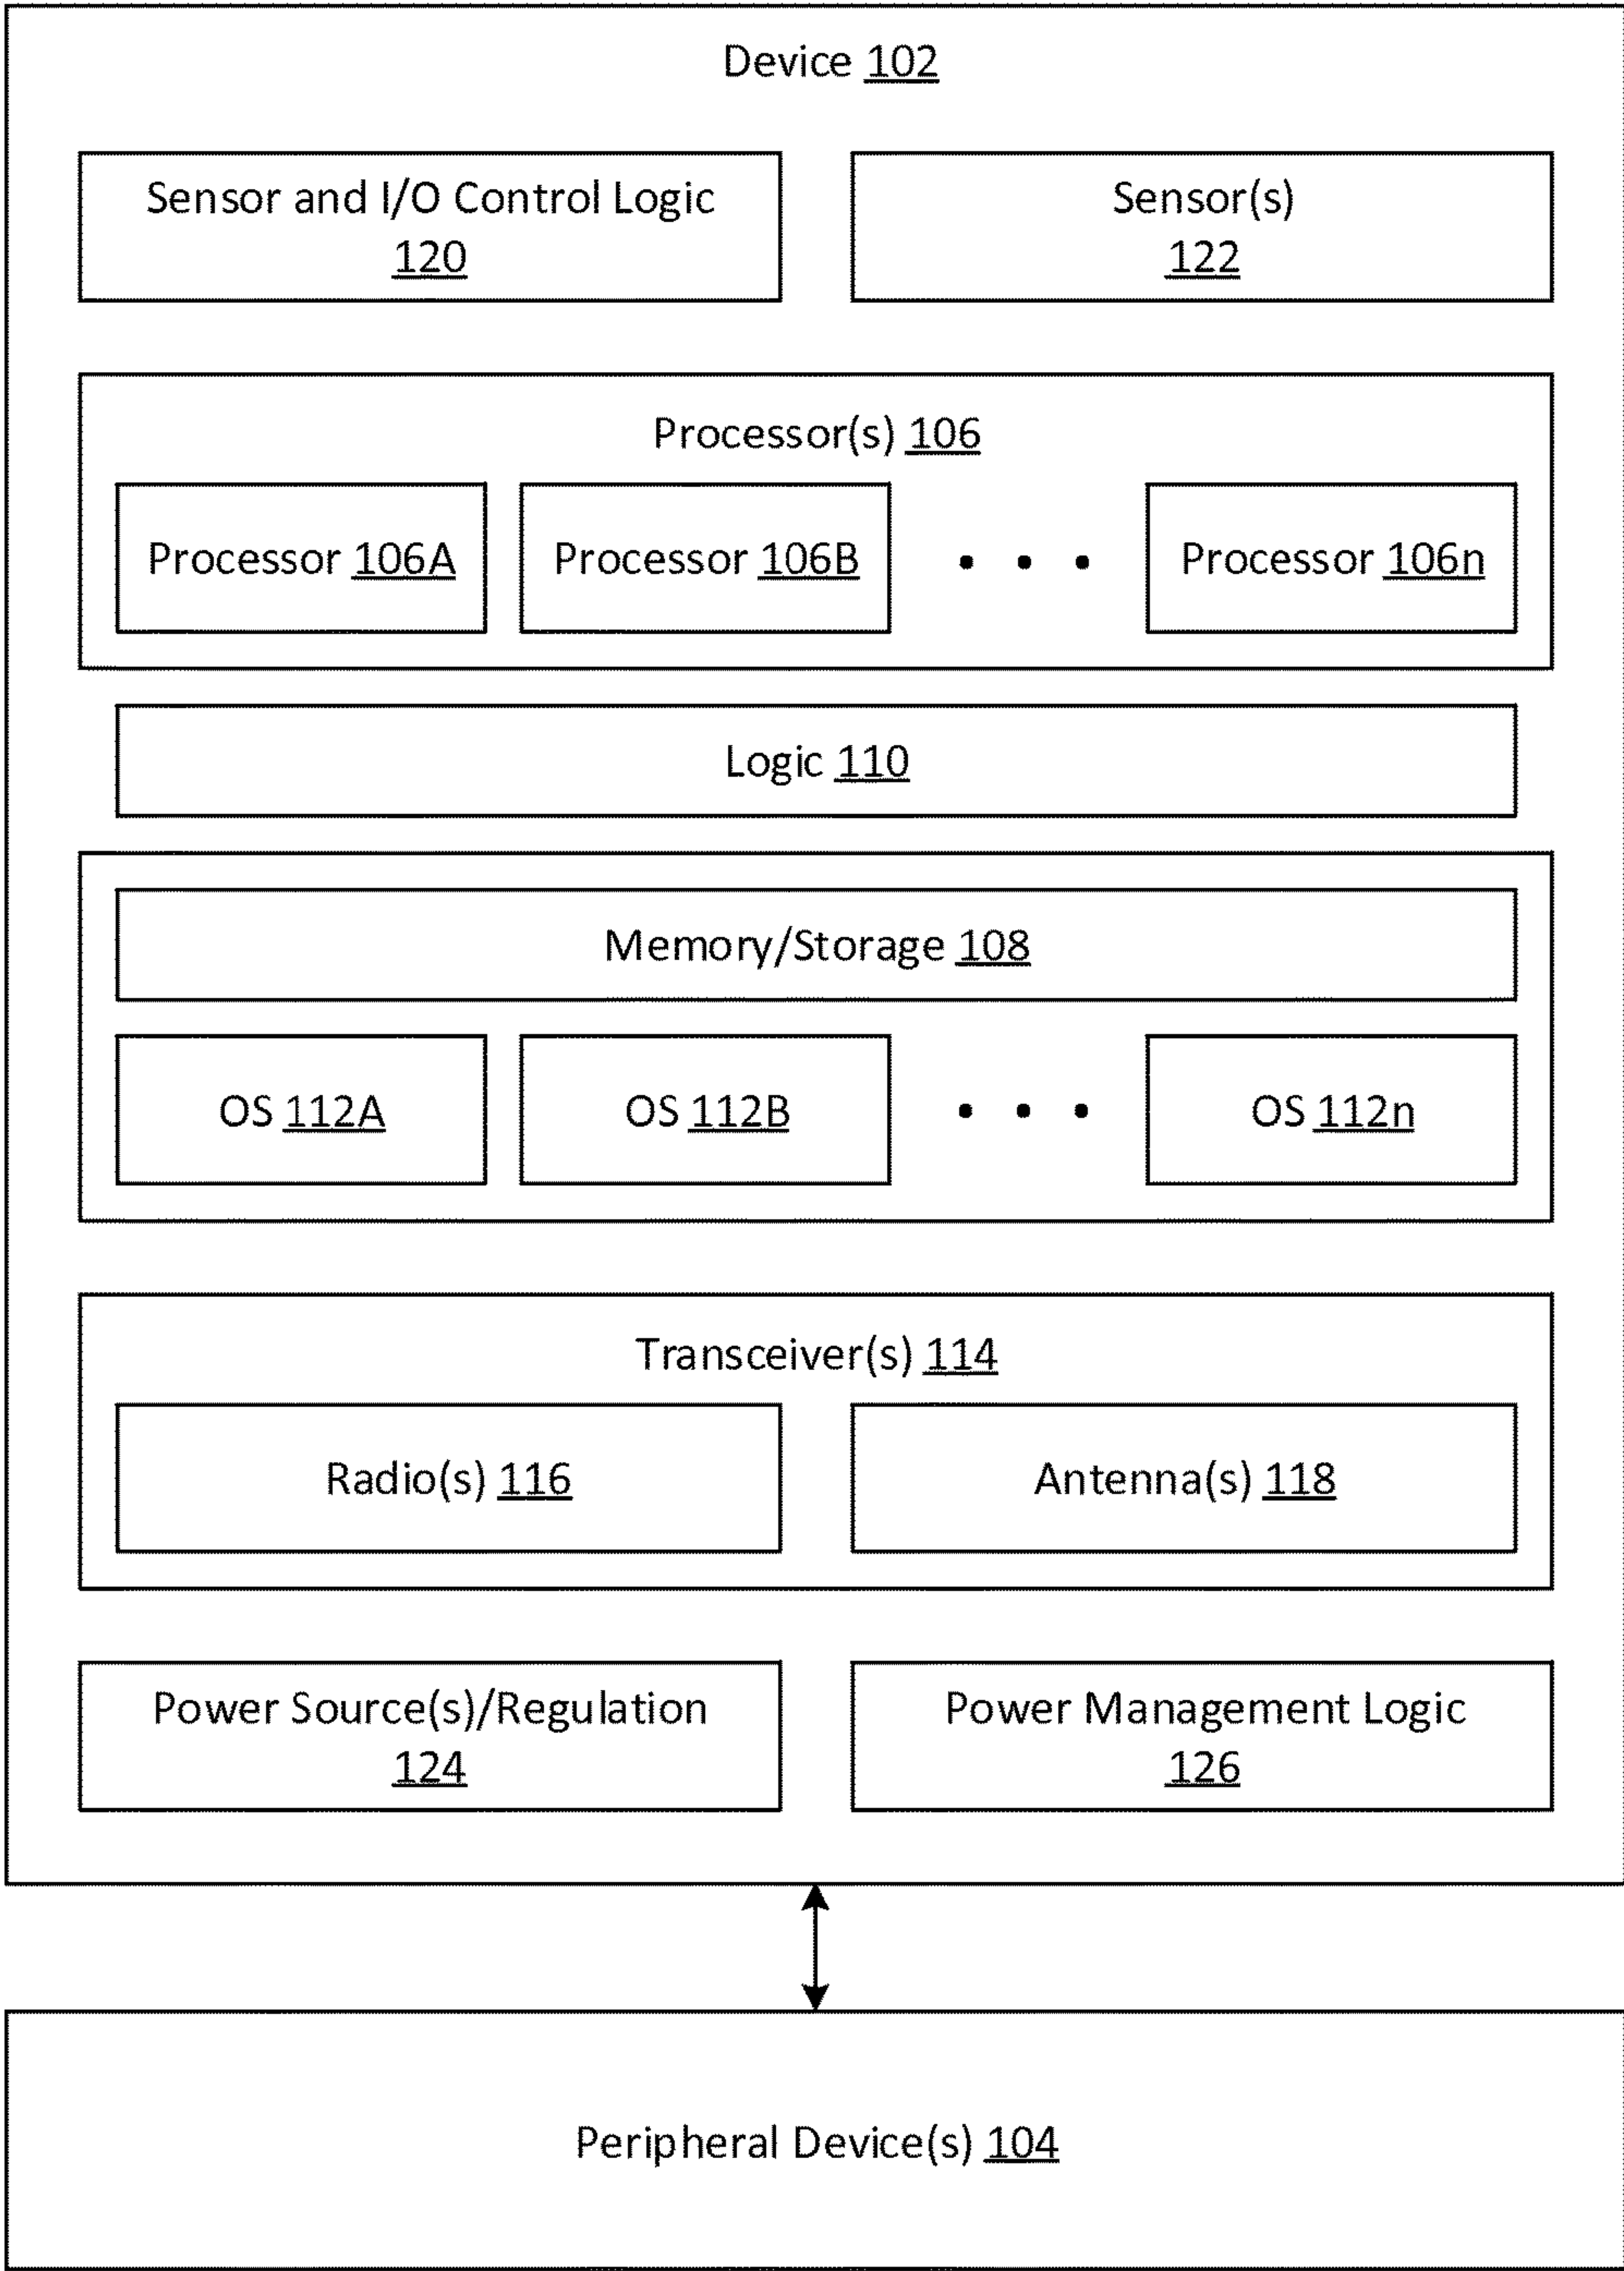 Device 102
Sensor and I/O Control Logic
120
Sensor(s)
122
Processor(s) 106
Processor 106A
Processor 106B
Processor 106n
Logic 110
Memory/Storage 108
OS 112A
OS 112B
OS 112n
Transceiver(s) 114
Radio(s) 116
Antenna(s) 118
Power Source(s)/Regulation
124
Power Management Logic
126
Peripheral Device(s) 104